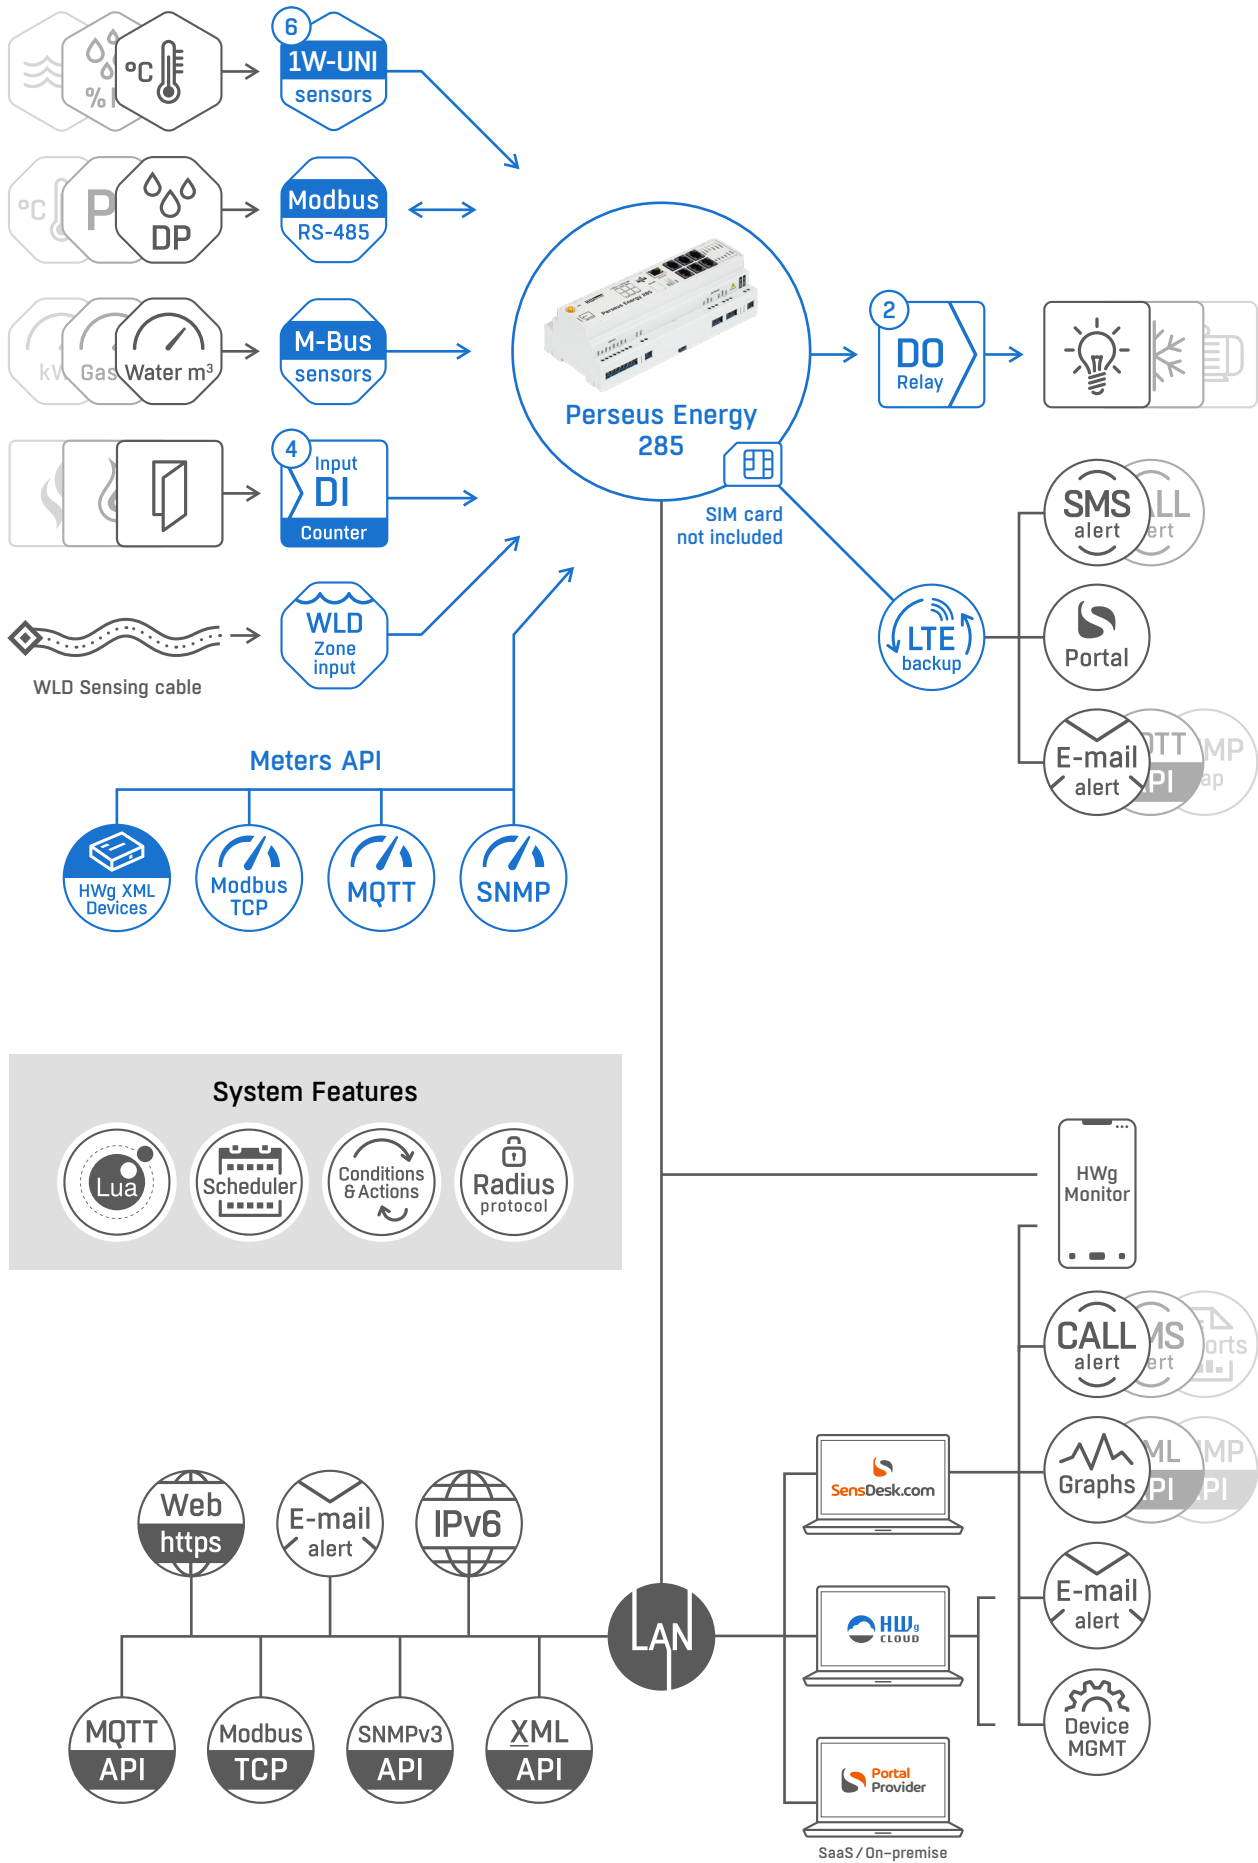 6
1W-UNI
sensors
°C
%
Modbus
RS-485
°C
P
DP
M-Bus
sensors
Gas
Water m³
4
Input
DI
Counter
WLD
Zone
input
WLD Sensing cable
Perseus Energy 285
Perseus Energy
285
SIM card
not included
2
DO
Relay
LTE
backup
SMS
alert
Portal
E-mail
alert
Meters API
HWg XML
Devices
Modbus
TCP
MQTT
SNMP
System Features
Lua
Scheduler
Conditions
& Actions
Radius
protocol
HWg
Monitor
CALL
alert
Graphs
E-mail
alert
Device
MGMT
SensDesk.com
HWg
CLOUD
Portal
Provider
SaaS / On-premise
LAN
Web
https
E-mail
alert
IPv6
MQTT
API
Modbus
TCP
SNMPv3
API
XML
API